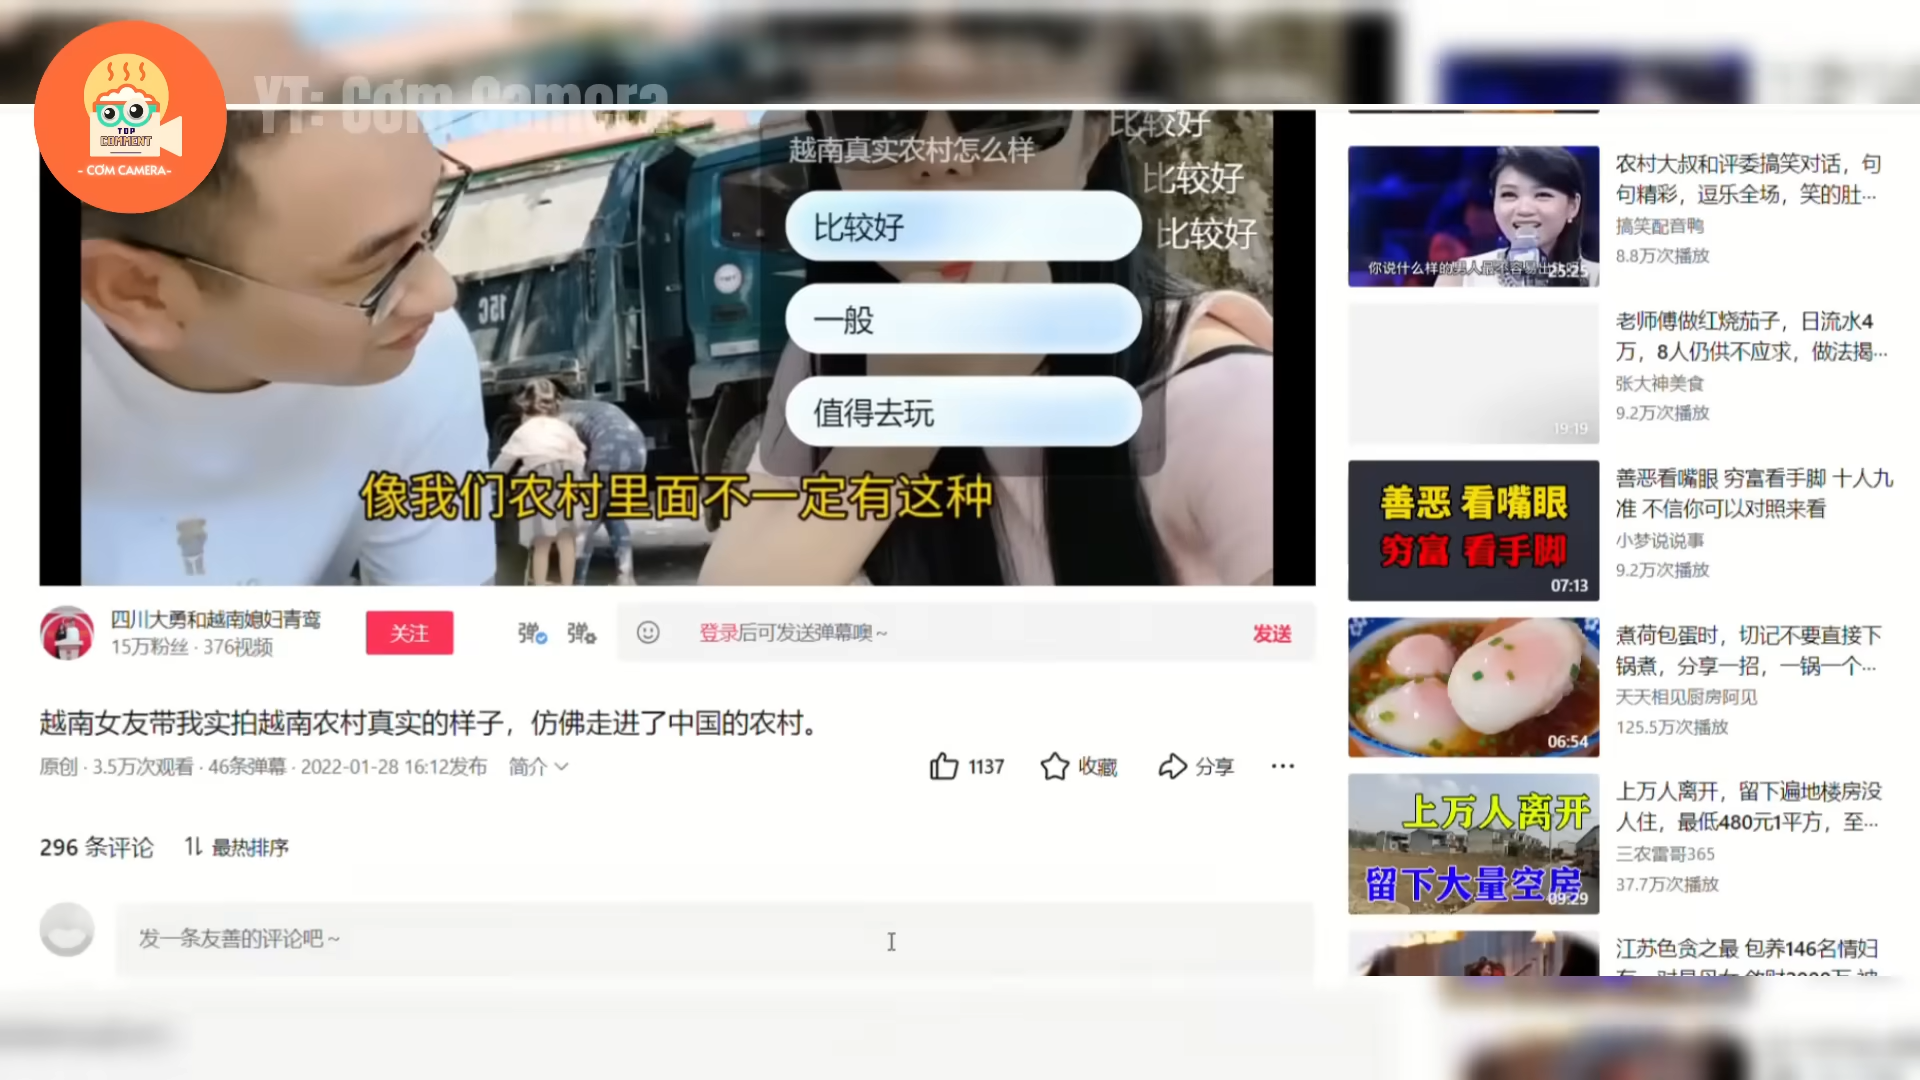 YT: Cơm Camera
TOP
COMMENT
- CƠM CAMERA-
越南真实农村怎么样
比较好
一般
值得去玩
比较好
比较好
比较好
15C
像我们农村里面不一定有这种
四川大勇和越南媳妇青鸾
15万粉丝 · 376视频
关注
弹
弹
登录后可发送弹幕噢~
发送
越南女友带我实拍越南农村真实的样子，仿佛走进了中国的农村。
原创 · 3.5万次观看 · 46条弹幕 · 2022-01-28 16:12发布 简介
1137
收藏
分享
296 条评论 最热排序
发一条友善的评论吧~
你说什么样的男人最不容易出
25:25
农村大叔和评委搞笑对话，句
句精彩，逗乐全场，笑的肚...
搞笑配音鸭
8.8万次播放
19:19
老师傅做红烧茄子，日流水4
万，8人仍供不应求，做法揭...
张大神美食
9.2万次播放
善恶 看嘴眼
穷富 看手脚
07:13
善恶看嘴眼 穷富看手脚 十人九
准 不信你可以对照来看
小梦说说事
9.2万次播放
06:54
煮荷包蛋时，切记不要直接下
锅煮，分享一招，一锅一个...
天天相见厨房阿见
125.5万次播放
上万人离开
留下大量空房
09:29
上万人离开，留下遍地楼房没
人住，最低480元1平方，至...
三农雷哥365
37.7万次播放
江苏色贪之最 包养146名情妇